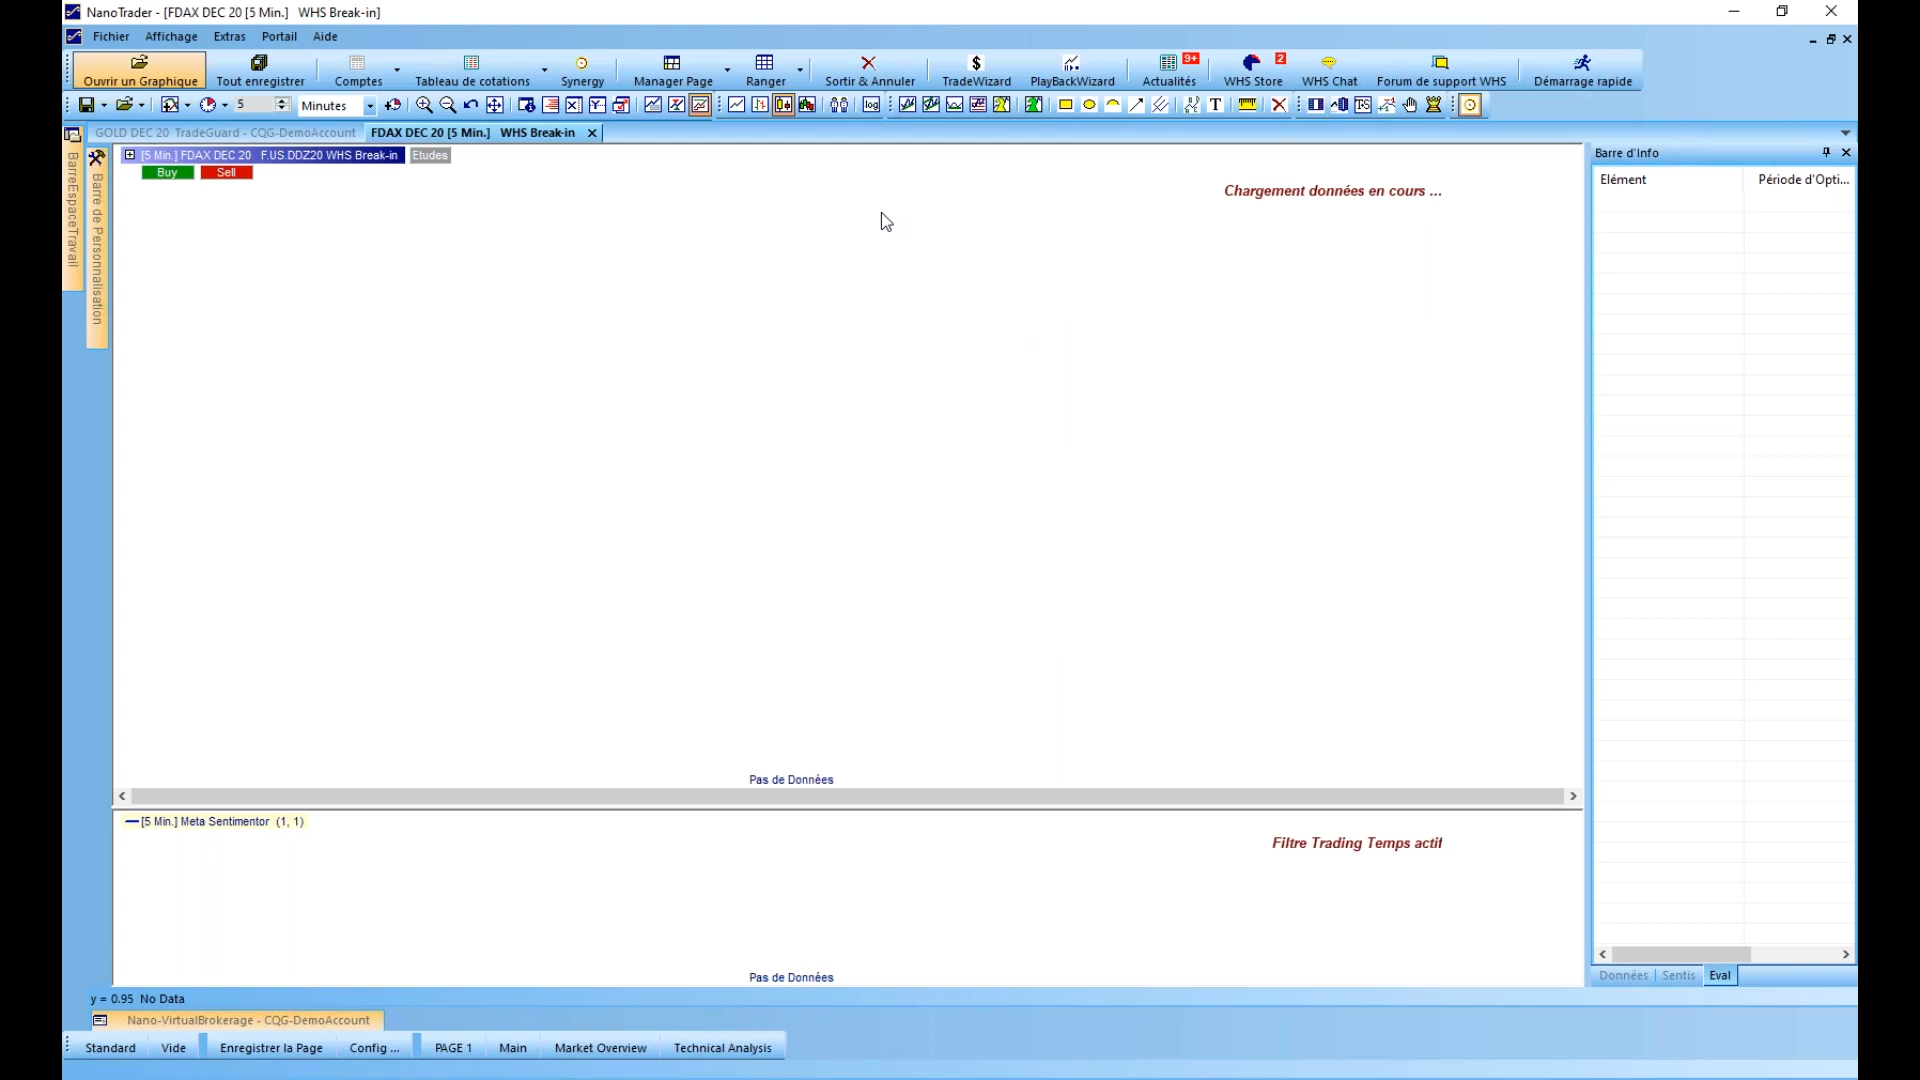 NanoTrader - [FDAX DEC 20 [5 Min.]   WHS Break-in]
Fichier Affichage Extras Portail Aide
Ouvrir un Graphique Tout enregistrer Comptes Tableau de cotations Synergy Manager Page Ranger Sortir & Annuler TradeWizard PlayBackWizard Actualités 9+ WHS Store 2 WHS Chat Forum de support WHS Démarrage rapide
5 Minutes log T TS
GOLD DEC 20 TradeGuard - CQG-DemoAccount FDAX DEC 20 [5 Min.] WHS Break-in
BarreEspaceTravail
Barre de Personnalisation
[5 Min.] FDAX DEC 20 F.US.DDZ20 WHS Break-in Etudes
Buy Sell
Chargement données en cours ...
Pas de Données
[5 Min.] Meta Sentimentor (1, 1)
Filtre Trading Temps actif
Pas de Données
Barre d'Info
Elément Période d'Opti...
Données Sentis Eval
y = 0.95 No Data
Nano-VirtualBrokerage - CQG-DemoAccount
Standard Vide Enregistrer la Page Config ... PAGE 1 Main Market Overview Technical Analysis